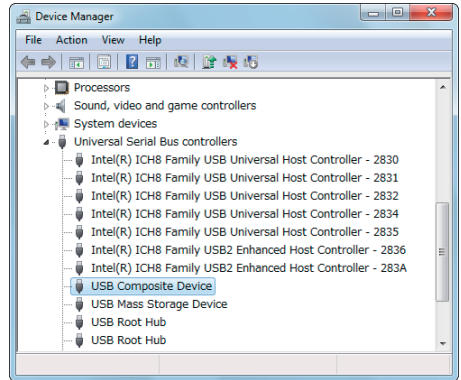 Device Manager
File Action View Help
Processors
Sound, video and game controllers
System devices
Universal Serial Bus controllers
Intel(R) ICH8 Family USB Universal Host Controller - 2830
Intel(R) ICH8 Family USB Universal Host Controller - 2831
Intel(R) ICH8 Family USB Universal Host Controller - 2832
Intel(R) ICH8 Family USB Universal Host Controller - 2834
Intel(R) ICH8 Family USB Universal Host Controller - 2835
Intel(R) ICH8 Family USB2 Enhanced Host Controller - 2836
Intel(R) ICH8 Family USB2 Enhanced Host Controller - 283A
USB Composite Device
USB Mass Storage Device
USB Root Hub
USB Root Hub